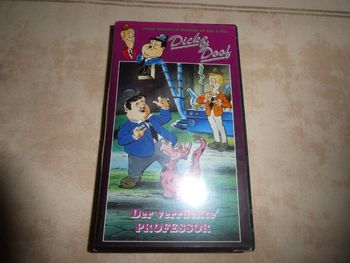 Dick &
Doof
Der verrückte
PROFESSOR